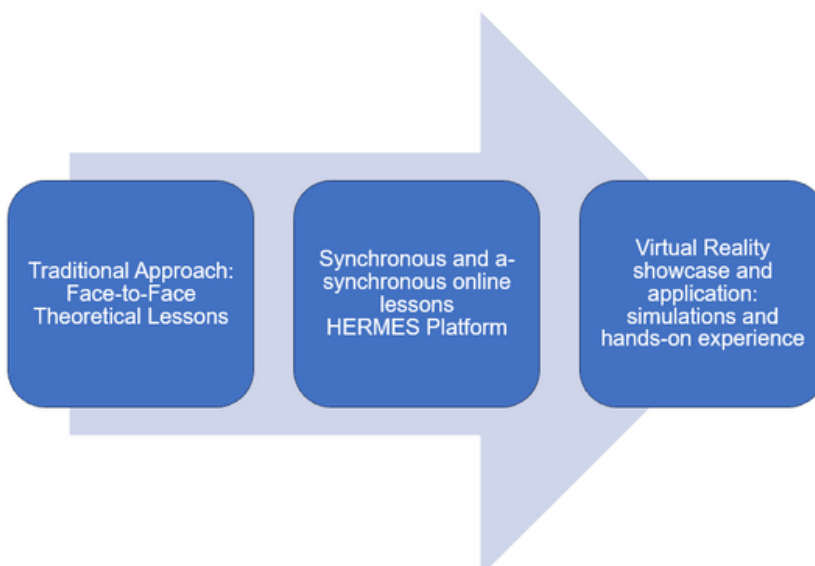 Traditional Approach:
Face-to-Face
Theoretical Lessons
Synchronous and a-
synchronous online
lessons
HERMES Platform
Virtual Reality
showcase and
application:
simulations and
hands-on experience